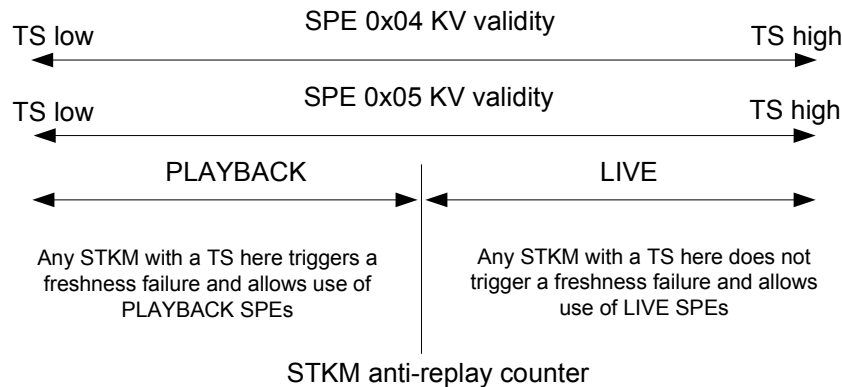 SPE 0x04 KV validity
TS low
TS high
SPE 0x05 KV validity
TS low
TS high
PLAYBACK
LIVE
Any STKM with a TS here triggers a
freshness failure and allows use of
PLAYBACK SPEs
Any STKM with a TS here does not
trigger a freshness failure and allows
use of LIVE SPEs
STKM anti-replay counter